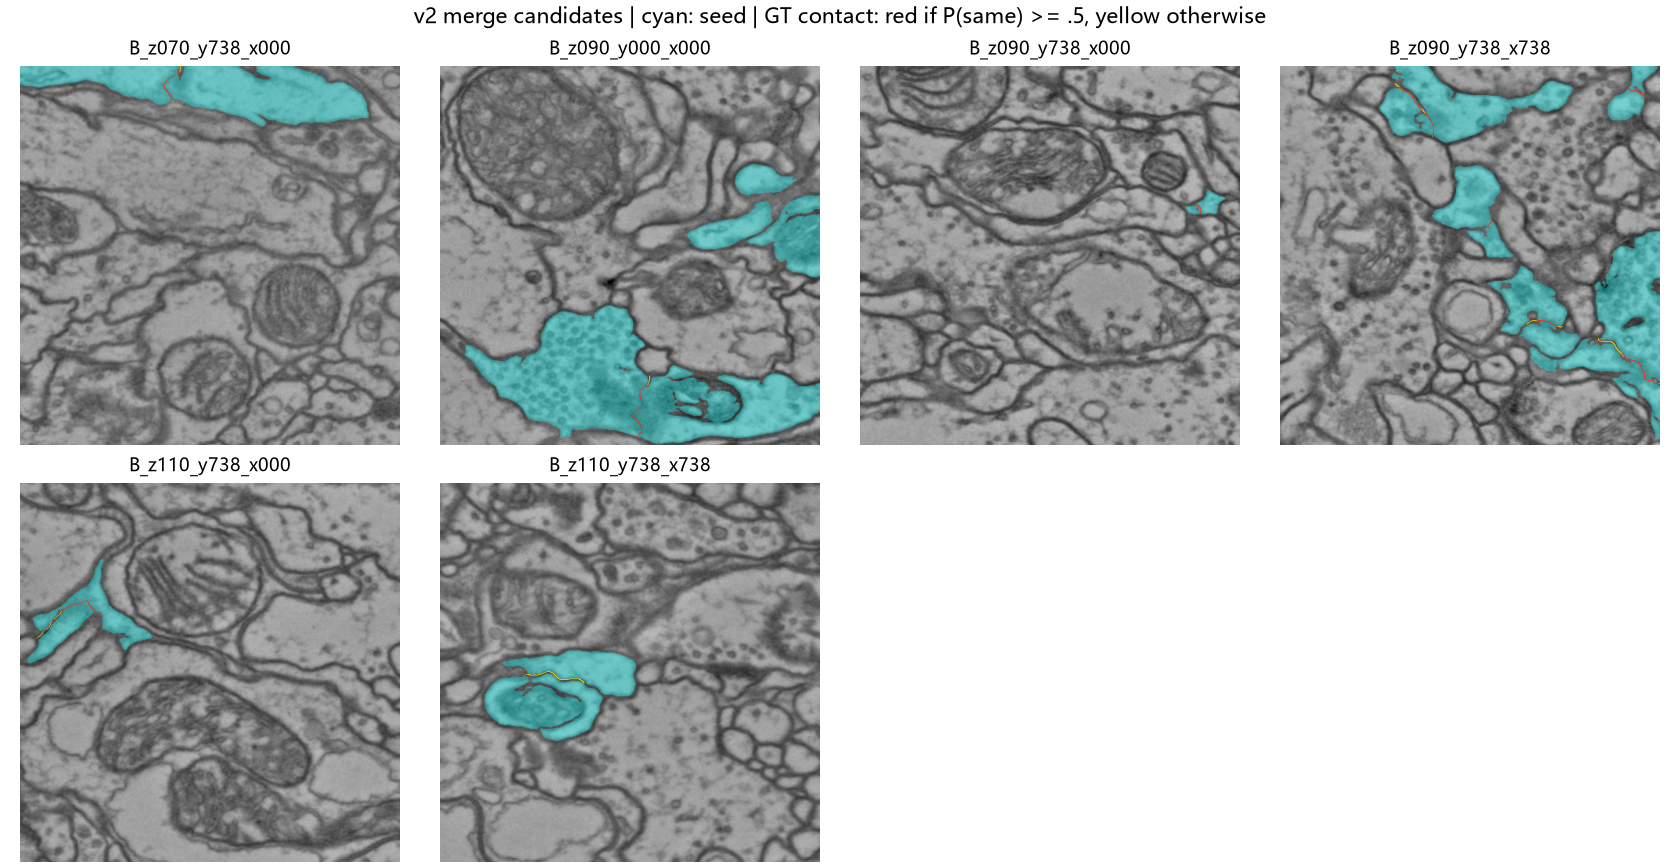 v2 merge candidates | cyan: seed | GT contact: red if P(same) >= .5, yellow otherwise
B_z070_y738_x000
B_z090_y000_x000
B_z090_y738_x000
B_z090_y738_x738
B_z110_y738_x000
B_z110_y738_x738